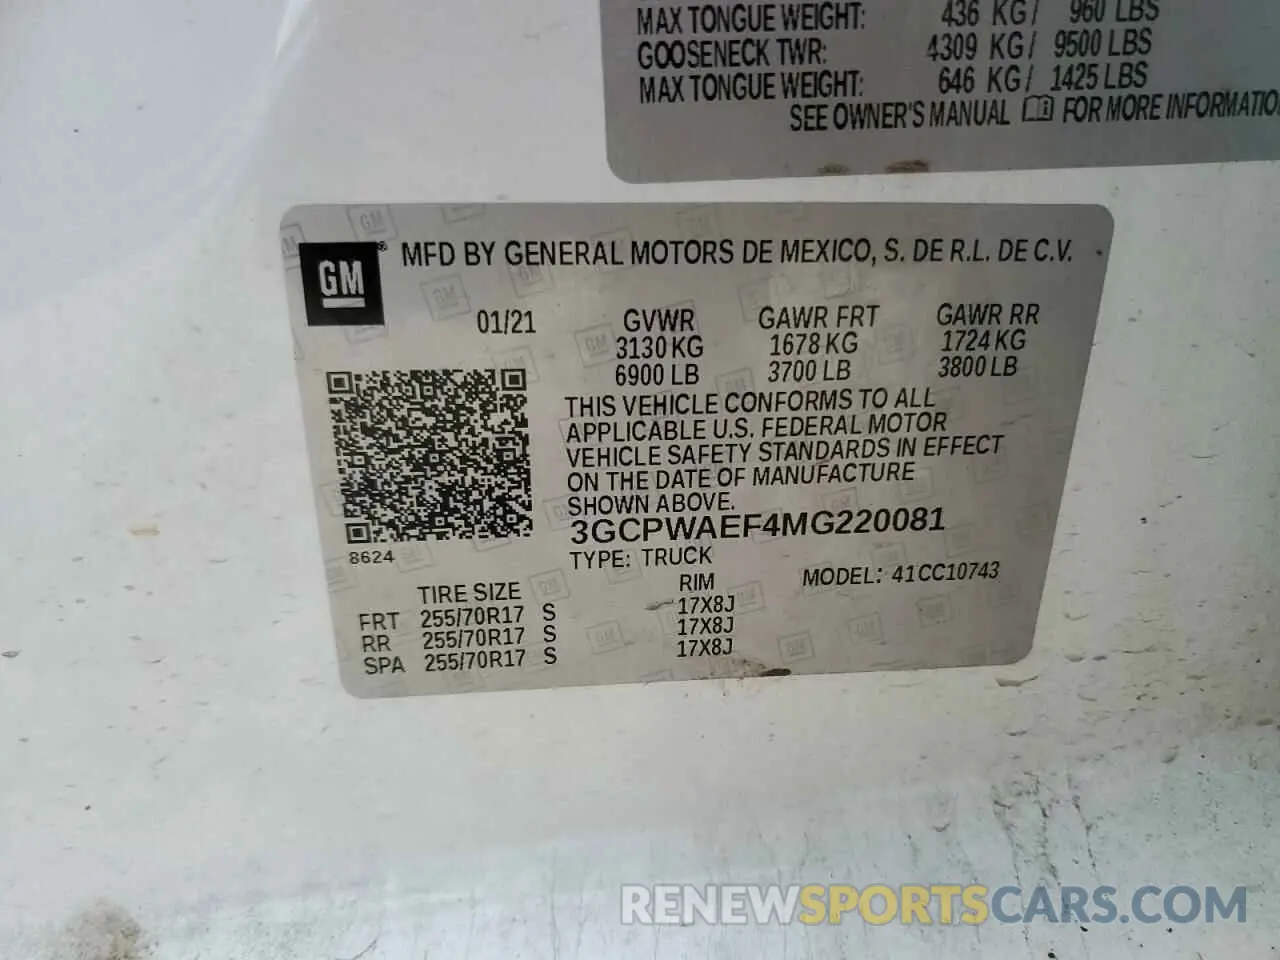 MAX TONGUE WEIGHT: 436 KG/ 960 LBS
GOOSENECK TWR: 4309 KG/ 9500 LBS
MAX TONGUE WEIGHT: 646 KG/ 1425 LBS
SEE OWNER'S MANUAL FOR MORE INFORMATIO
GM ® MFD BY GENERAL MOTORS DE MEXICO, S. DE R.L. DE C.V.
01/21 GVWR GAWR FRT GAWR RR
3130 KG 1678 KG 1724 KG
6900 LB 3700 LB 3800 LB
THIS VEHICLE CONFORMS TO ALL
APPLICABLE U.S. FEDERAL MOTOR
VEHICLE SAFETY STANDARDS IN EFFECT
ON THE DATE OF MANUFACTURE
SHOWN ABOVE.
3GCPWAEF4MG220081
8624 TYPE: TRUCK
TIRE SIZE RIM MODEL: 41CC10743
FRT 255/70R17 S 17X8J
RR 255/70R17 S 17X8J
SPA 255/70R17 S 17X8J
RENEWSPORTSCARS.COM